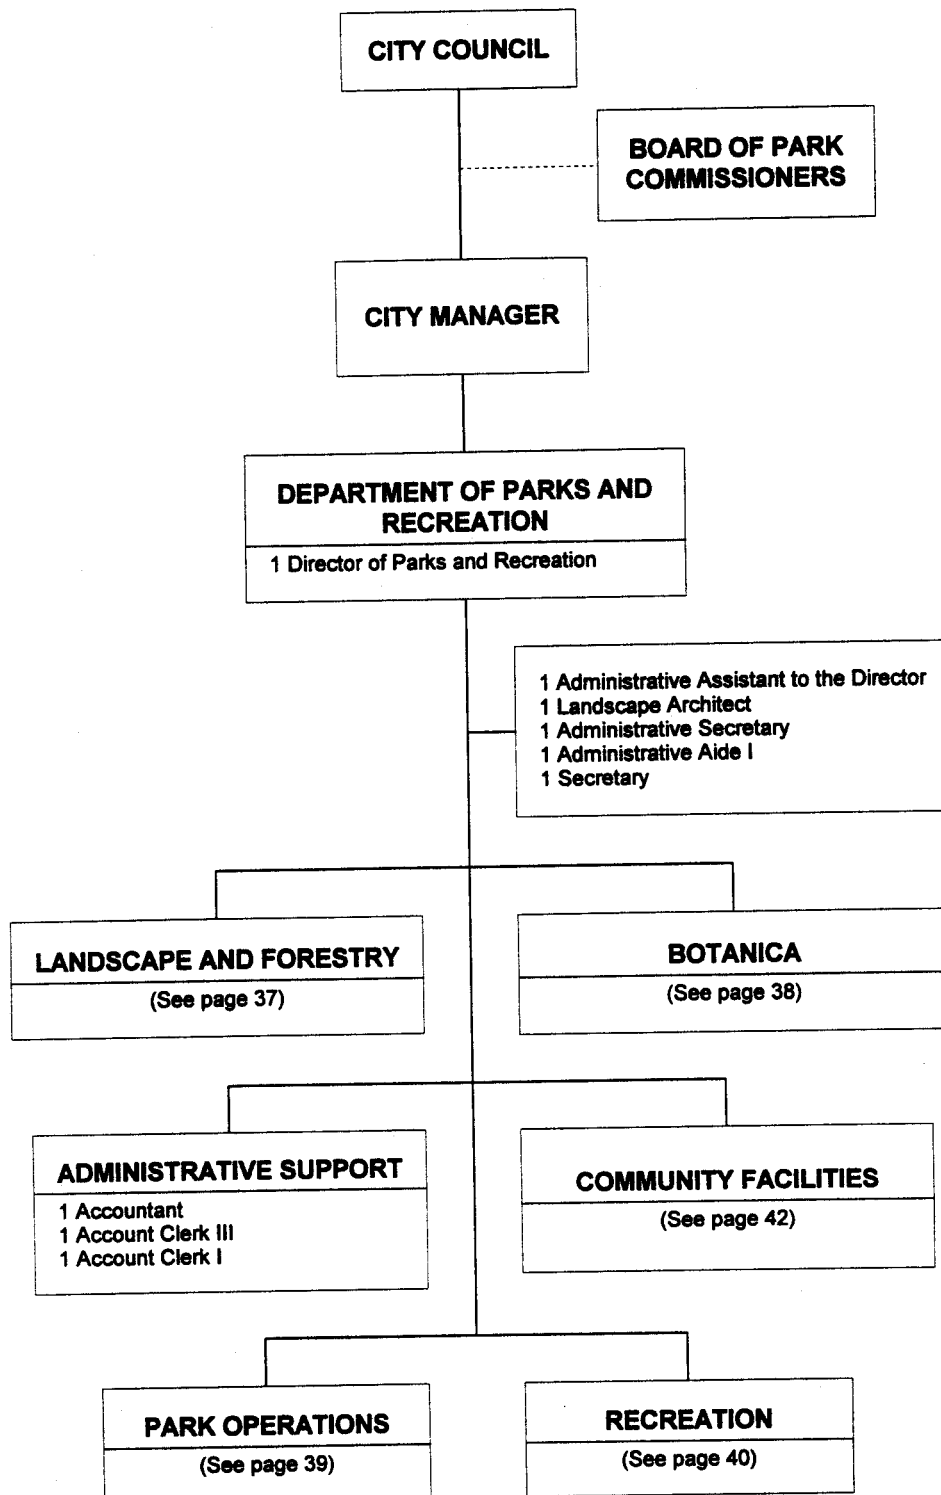 CITY COUNCIL
BOARD OF PARK
COMMISSIONERS
CITY MANAGER
DEPARTMENT OF PARKS AND
RECREATION
1 Director of Parks and Recreation
1 Administrative Assistant to the Director
1 Landscape Architect
1 Administrative Secretary
1 Administrative Aide I
1 Secretary
LANDSCAPE AND FORESTRY
(See page 37)
BOTANICA
(See page 38)
ADMINISTRATIVE SUPPORT
1 Accountant
1 Account Clerk III
1 Account Clerk I
COMMUNITY FACILITIES
(See page 42)
PARK OPERATIONS
(See page 39)
RECREATION
(See page 40)